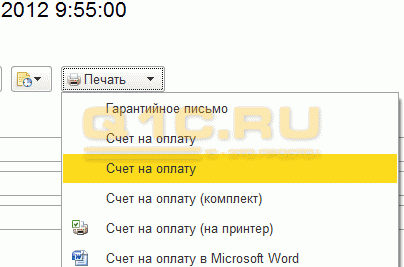 2012 9:55:00
Печать
Гарантийное письмо
Q1C.RU
Счет на оплату
Счет на оплату
Счет на оплату (комплект)
Счет на оплату (на принтер)
Счет на оплату в Microsoft Word